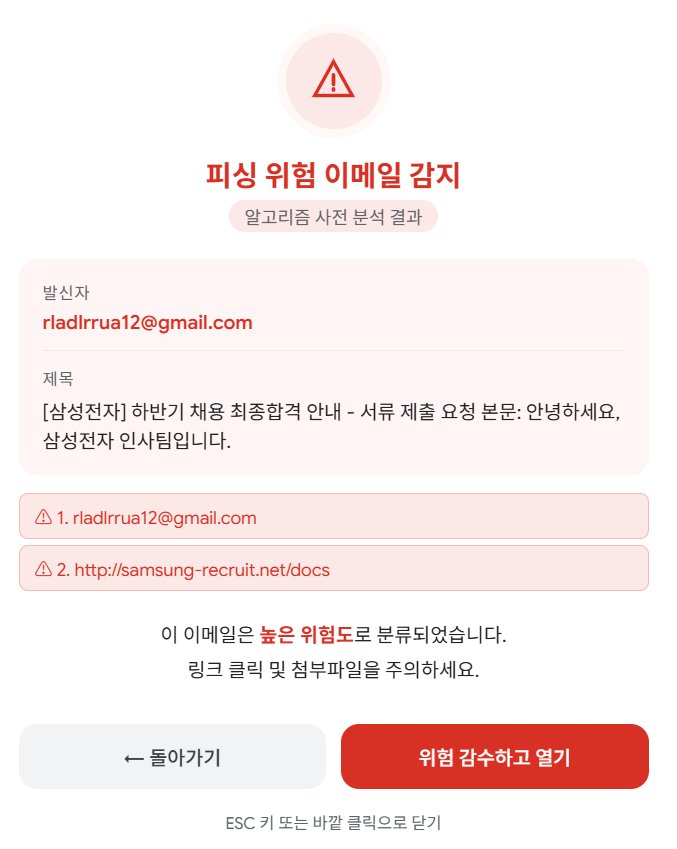 피싱 위험 이메일 감지
알고리즘 사전 분석 결과
발신자
rladlrrua12@gmail.com
제목
[삼성전자] 하반기 채용 최종합격 안내 - 서류 제출 요청 본문: 안녕하세요,
삼성전자 인사팀입니다.
1. rladlrrua12@gmail.com
2. http://samsung-recruit.net/docs
이 이메일은 높은 위험도로 분류되었습니다.
링크 클릭 및 첨부파일을 주의하세요.
← 돌아가기
위험 감수하고 열기
ESC 키 또는 바깥 클릭으로 닫기